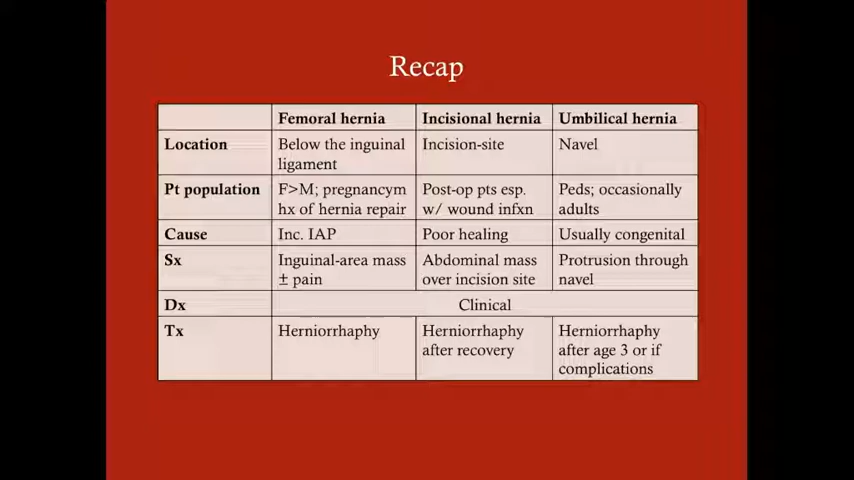 Recap
Femoral hernia Incisional hernia Umbilical hernia
Location Below the inguinal Incision-site Navel
ligament
Pt population F>M; pregnancym Post-op pts esp. Peds; occasionally
hx of hernia repair w/ wound infxn adults
Cause Inc. IAP Poor healing Usually congenital
Sx Inguinal-area mass Abdominal mass Protrusion through
± pain over incision site navel
Dx Clinical
Tx Herniorrhaphy Herniorrhaphy Herniorrhaphy
after recovery after age 3 or if
complications